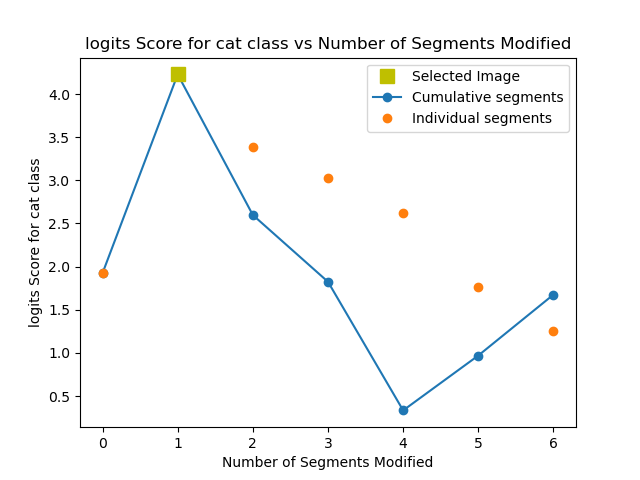 logits Score for cat class vs Number of Segments Modified
Selected Image
Cumulative segments
Individual segments
logits Score for cat class
4.0
3.5
3.0
2.5
2.0
1.5
1.0
0.5
0 1 2 3 4 5 6
Number of Segments Modified